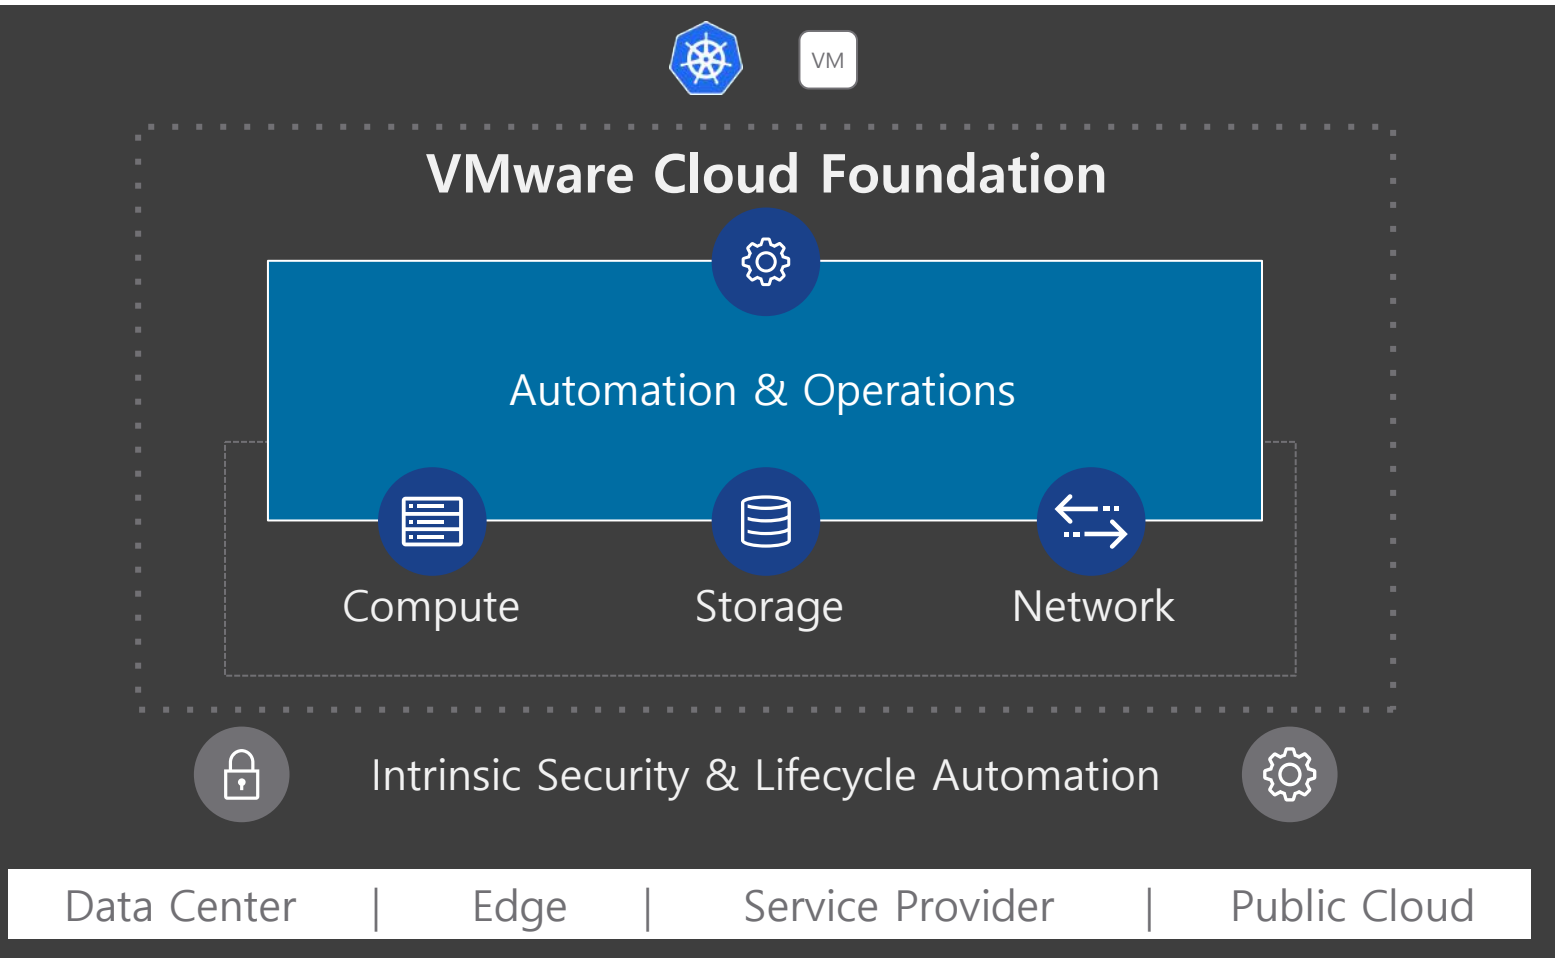 VM
VMware Cloud Foundation
Automation & Operations
Compute Storage Network
Intrinsic Security & Lifecycle Automation
Data Center | Edge | Service Provider | Public Cloud